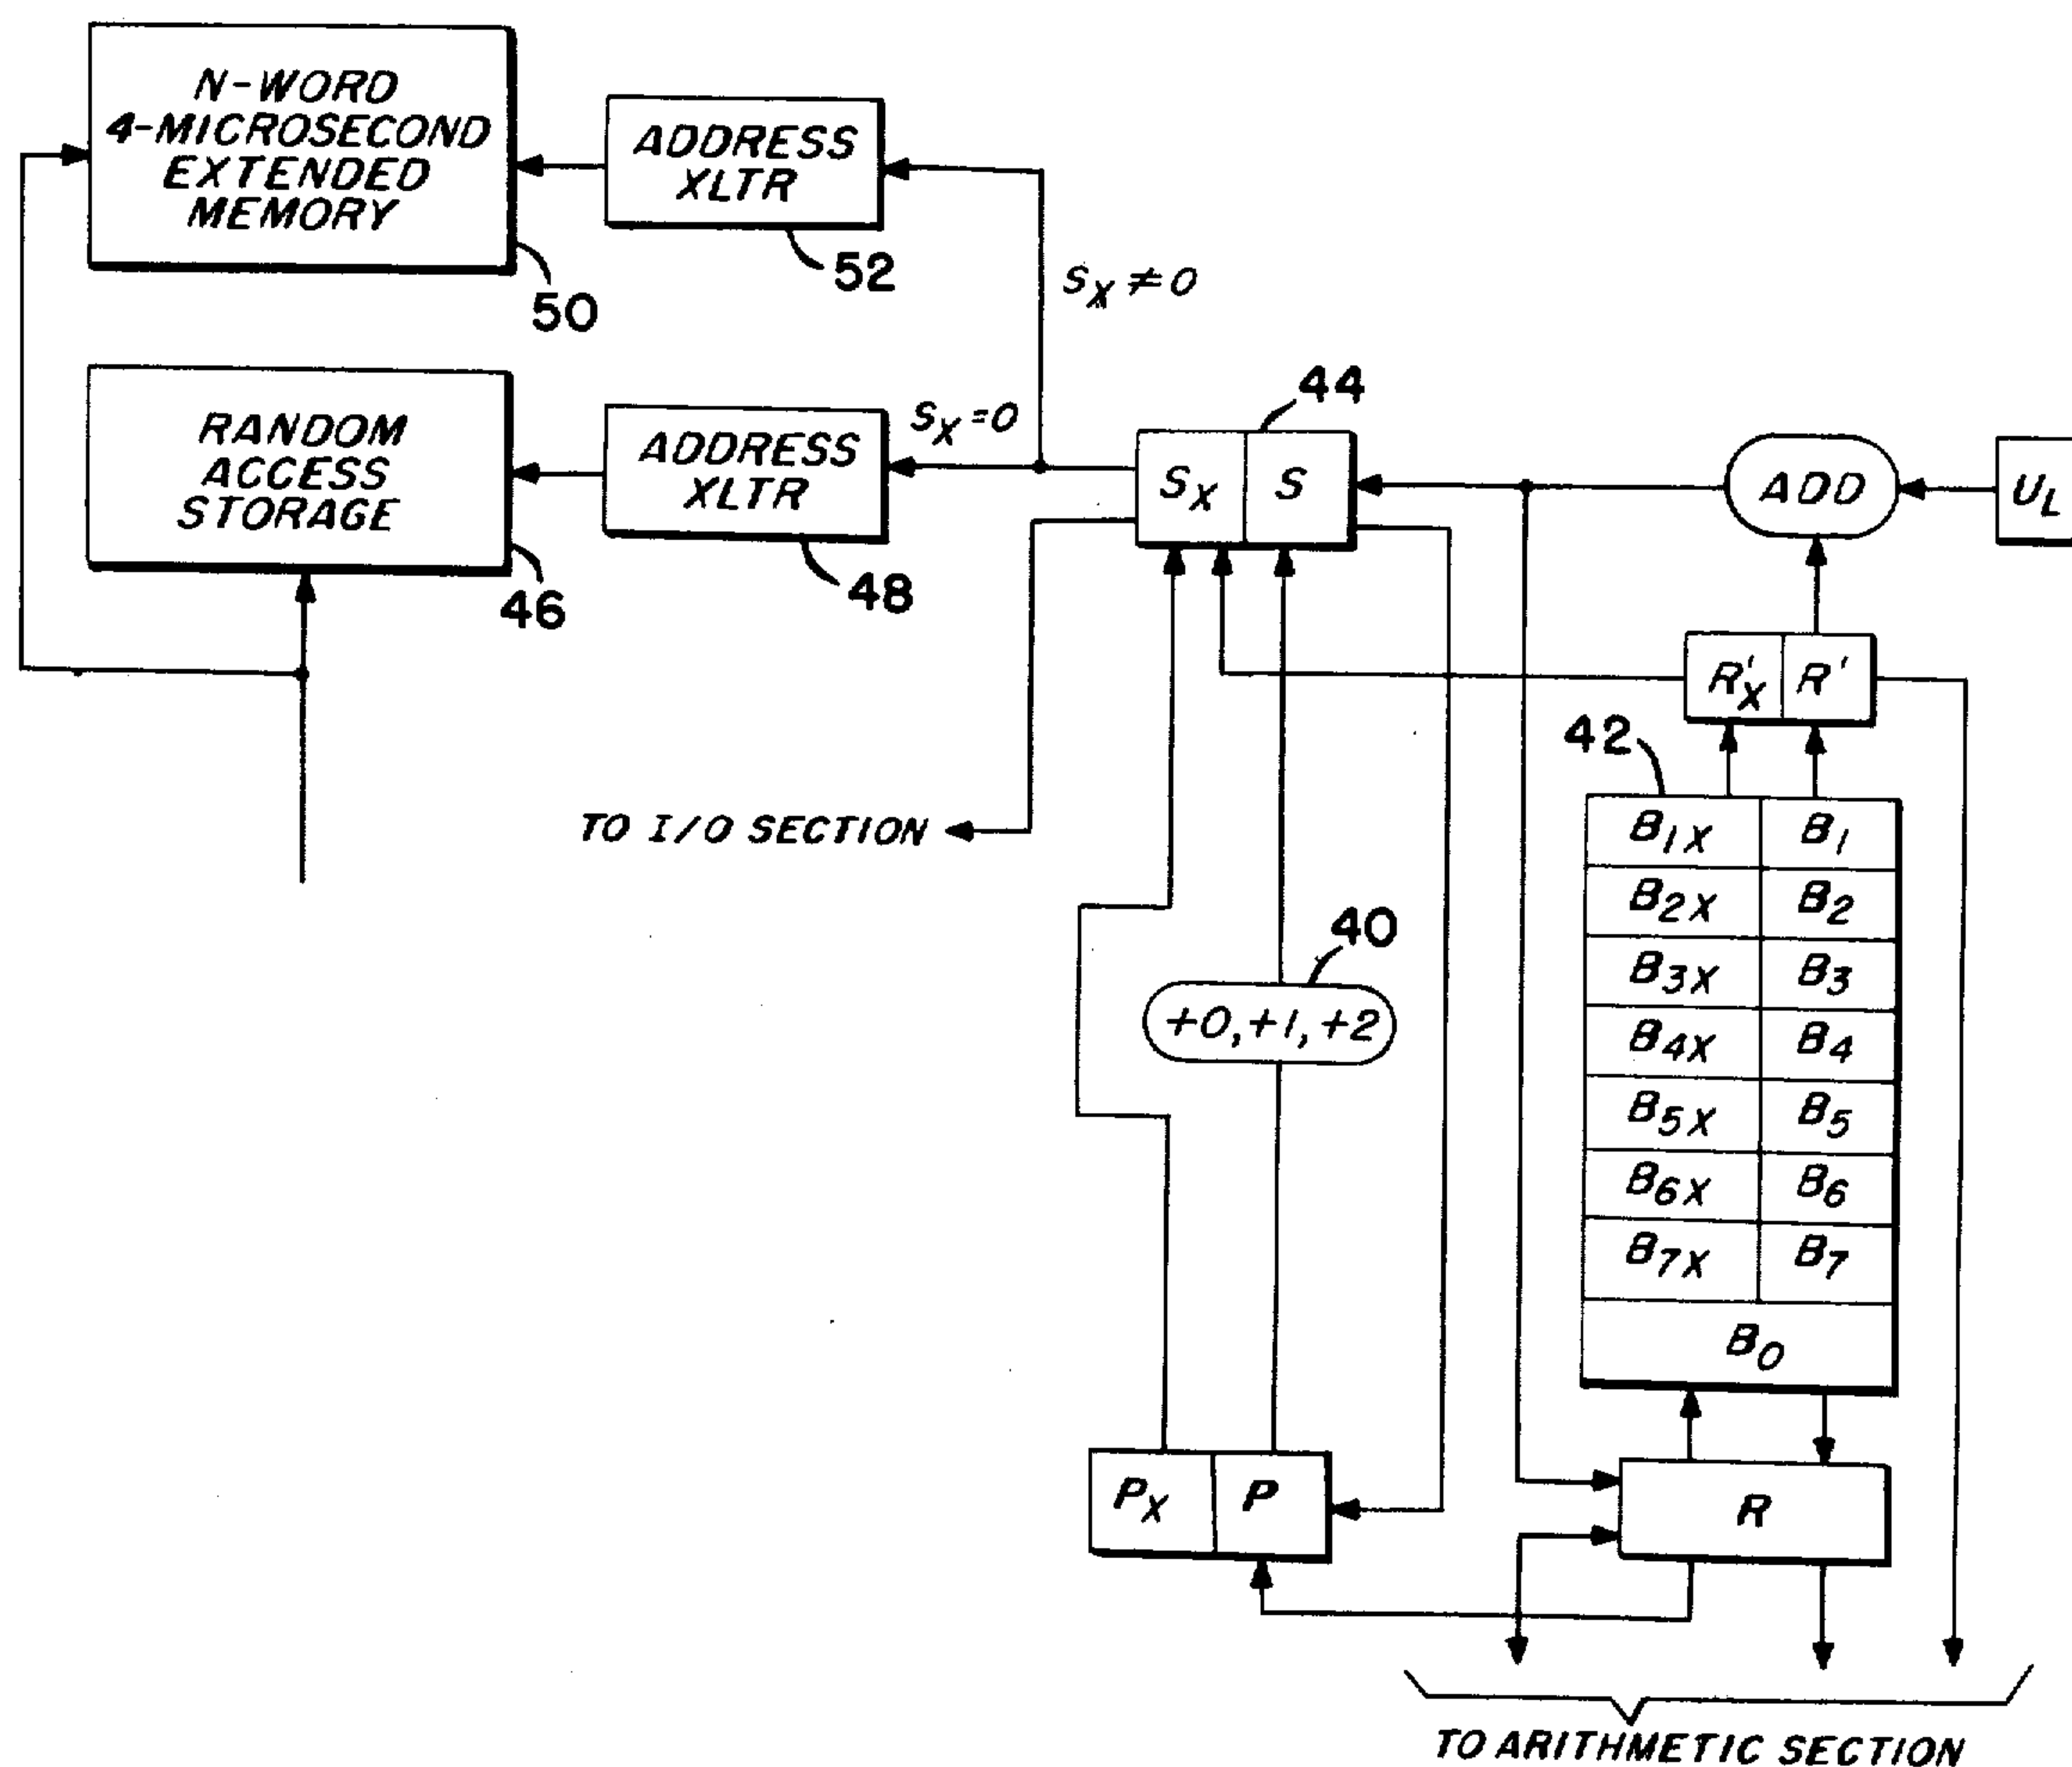 N-WORD
4-MICROSECOND
EXTENDED
MEMORY
50
ADDRESS
XLTR
52
SX≠0
RANDOM
ACCESS
STORAGE
46
ADDRESS
XLTR
48
SX=0
44
SX S
ADD
UL
R'X R'
TO I/O SECTION
42
B1X B1
B2X B2
B3X B3
B4X B4
B5X B5
B6X B6
B7X B7
B0
40
+0,+1,+2
PX P
R
TO ARITHMETIC SECTION